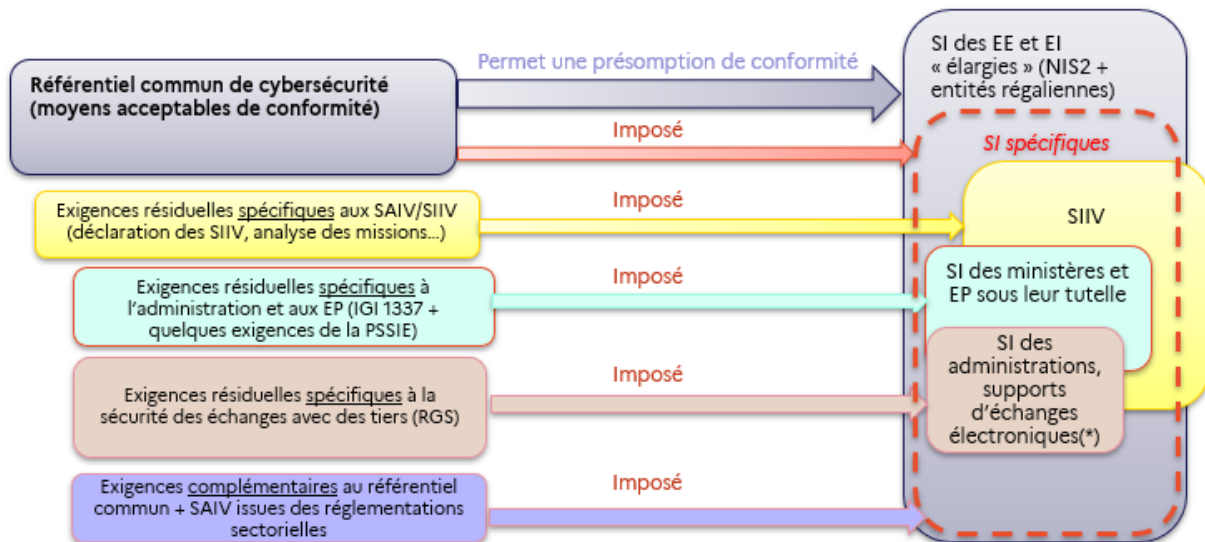 SI des EE et EI
« élargies » (NIS2 +
entités régaliennes)
Permet une présomption de conformité
Référentiel commun de cybersécurité
(moyens acceptables de conformité)
Imposé
SI spécifiques
Exigences résiduelles spécifiques aux SAIV/SIIV
(déclaration des SIIV, analyse des missions...)
Imposé
SIIV
Exigences résiduelles spécifiques à
l'administration et aux EP (IGI 1337 +
quelques exigences de la PSSIE)
Imposé
SI des ministères et
EP sous leur tutelle
Exigences résiduelles spécifiques à la
sécurité des échanges avec des tiers (RGS)
Imposé
SI des
administrations,
supports
d'échanges
électroniques(*)
Exigences complémentaires au référentiel
commun + SAIV issues des réglementations
sectorielles
Imposé